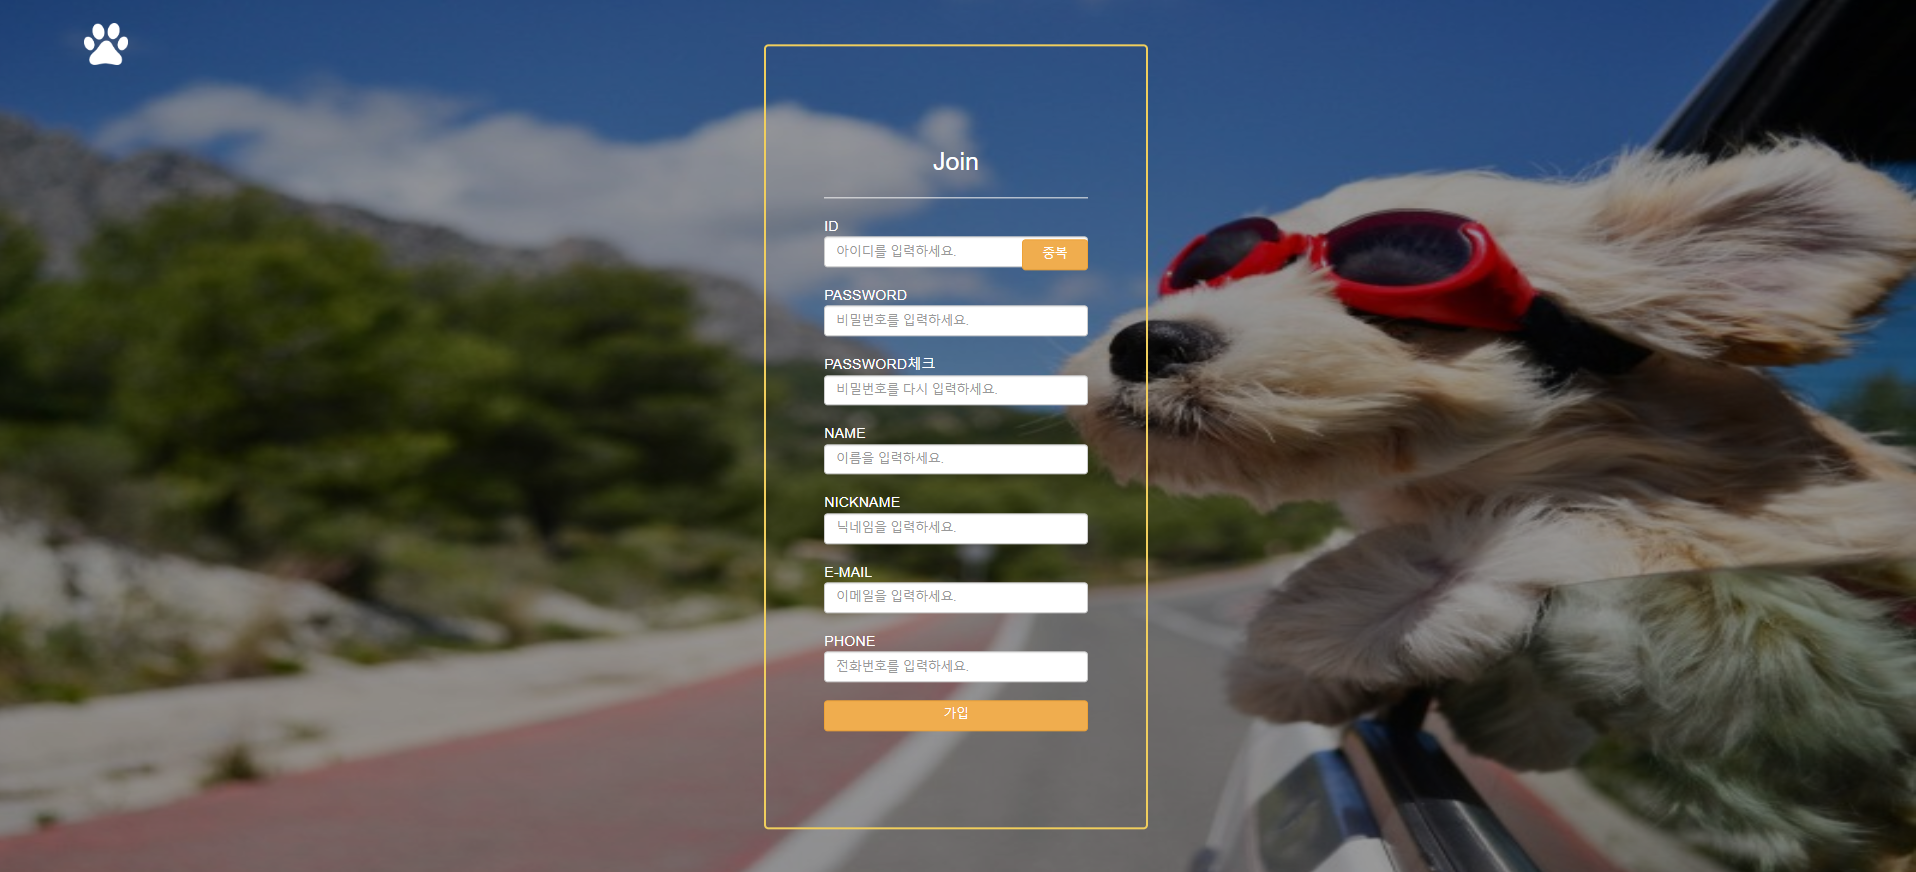 Join
ID
아이디를 입력하세요.
중복
PASSWORD
비밀번호를 입력하세요.
PASSWORD체크
비밀번호를 다시 입력하세요.
NAME
이름을 입력하세요.
NICKNAME
닉네임을 입력하세요.
E-MAIL
이메일을 입력하세요.
PHONE
전화번호를 입력하세요.
가입